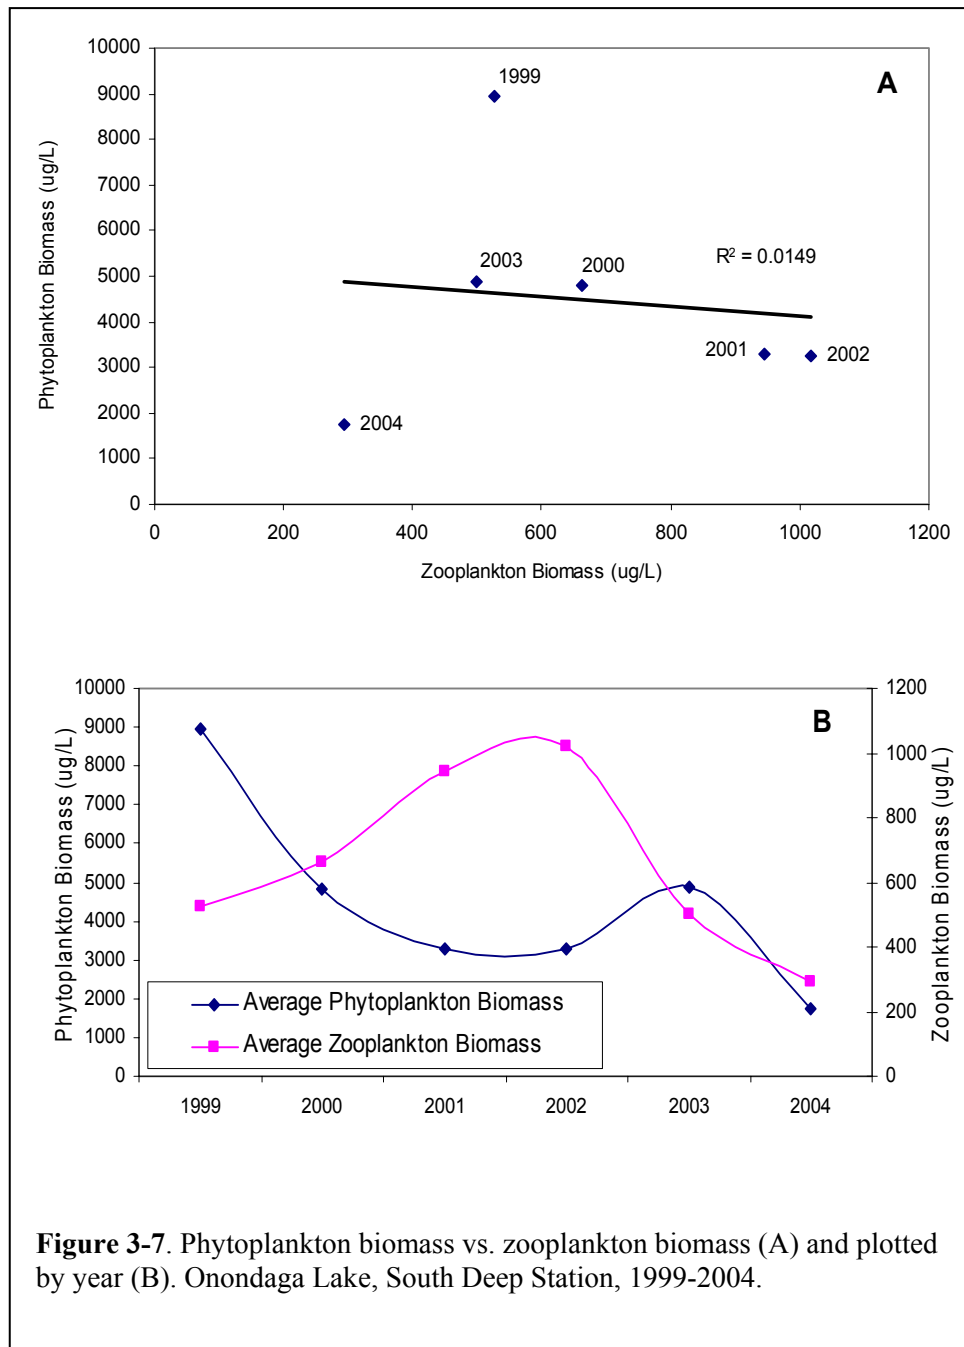 A
1999
10000
9000
8000
7000
6000
5000
4000
3000
2000
1000
0
Phytoplankton Biomass (ug/L)
2003
2000
R² = 0.0149
2001
2002
2004
0 200 400 600 800 1000 1200
Zooplankton Biomass (ug/L)
B
10000
9000
8000
7000
6000
5000
4000
3000
2000
1000
0
Phytoplankton Biomass (ug/L)
1200
1000
800
600
400
200
0
Zooplankton Biomass (ug/L)
Average Phytoplankton Biomass
Average Zooplankton Biomass
1999 2000 2001 2002 2003 2004
Figure 3-7. Phytoplankton biomass vs. zooplankton biomass (A) and plotted
by year (B). Onondaga Lake, South Deep Station, 1999-2004.